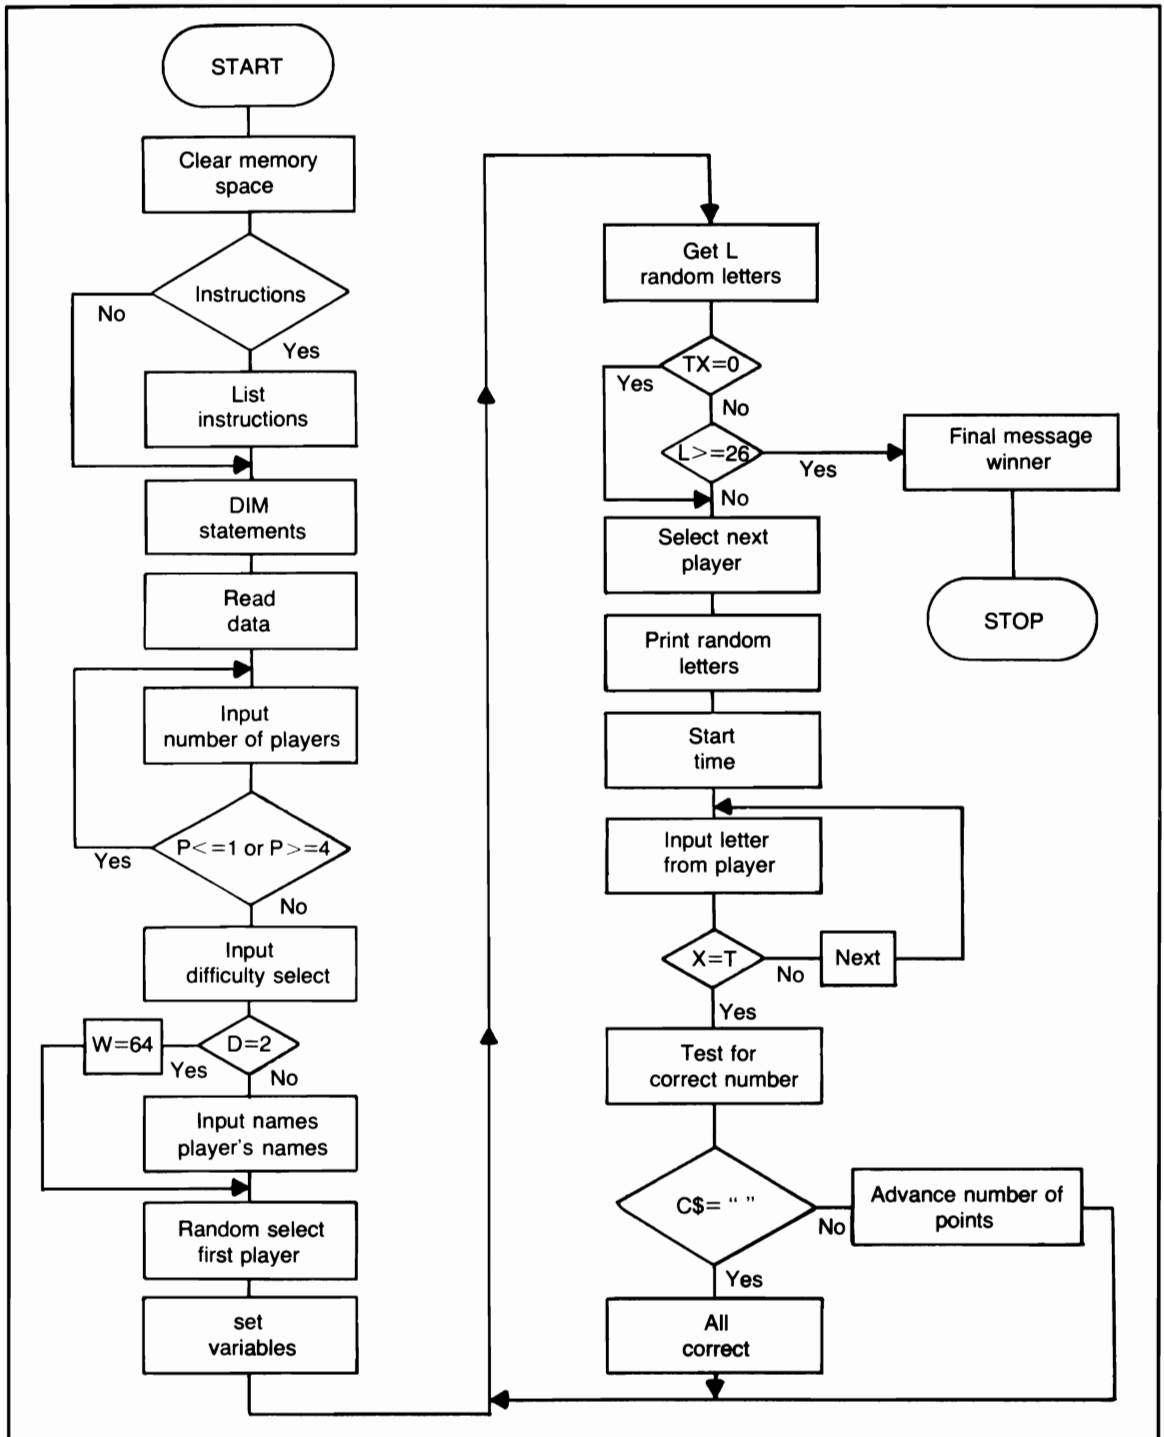 START
Clear memory
space
Instructions
No
Yes
List
instructions
DIM
statements
Read
data
Input
number of players
P<=1 or P>=4
Yes
No
Input
difficulty select
W=64
D=2
Yes
No
Input names
player's names
Random select
first player
set
variables
Get L
random letters
TX=0
Yes
No
L>=26
Yes
No
Final message
winner
STOP
Select next
player
Print random
letters
Start
time
Input letter
from player
X=T
No
Next
Yes
Test for
correct number
C$= “ ”
No
Advance number of
points
Yes
All
correct